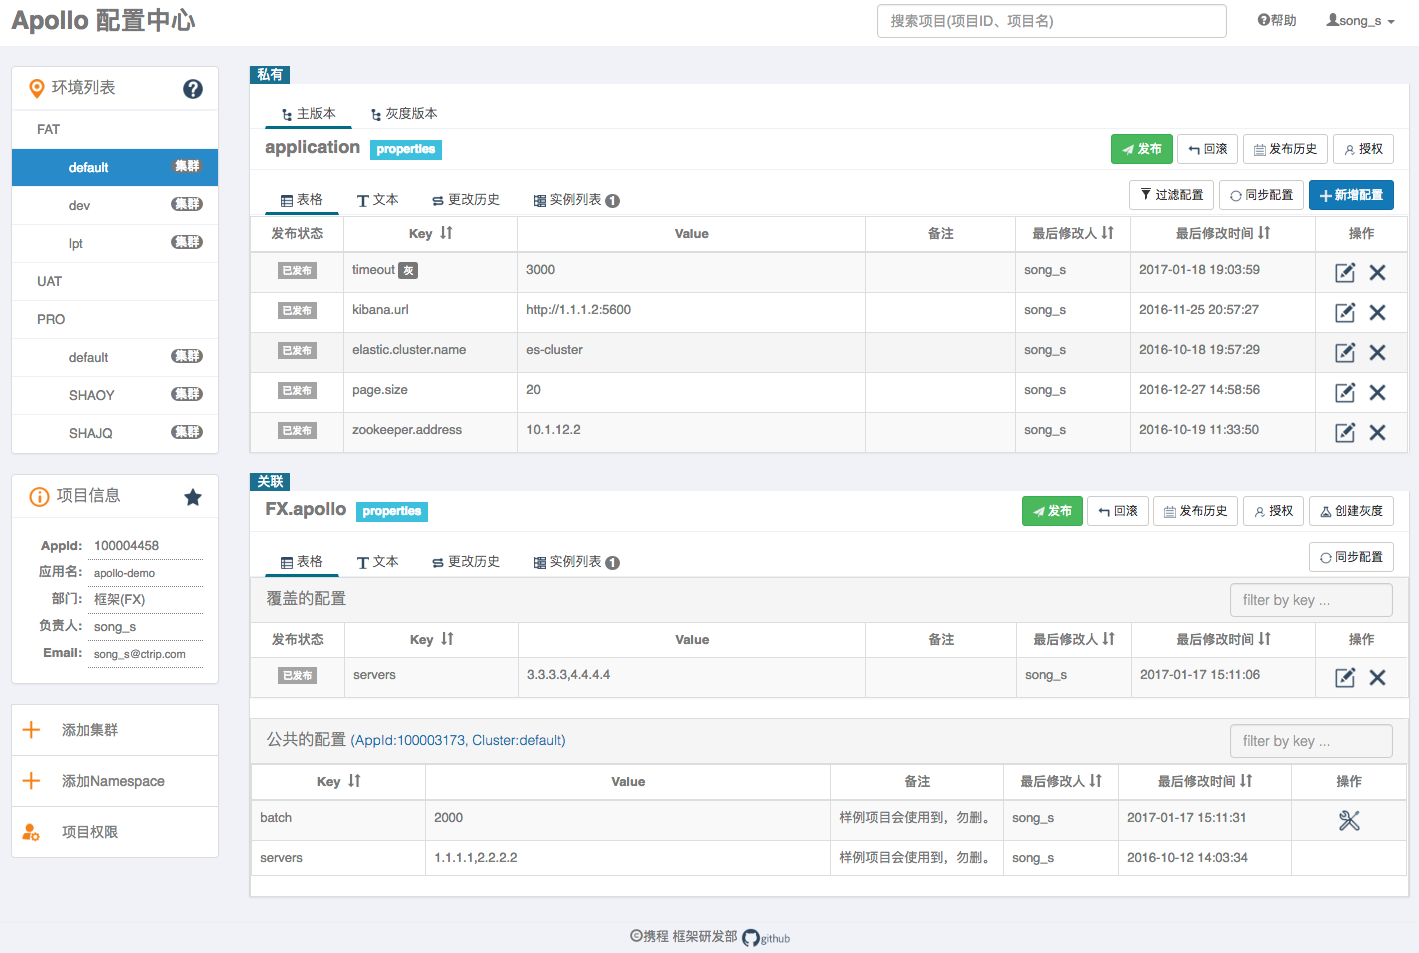 Apollo 配置中心
搜索项目(项目ID、项目名)
帮助
song_s
环境列表
FAT
default 集群
dev 集群
lpt 集群
UAT
PRO
default 集群
SHAOY 集群
SHAJQ 集群
项目信息
AppId: 100004458
应用名: apollo-demo
部门: 框架(FX)
负责人: song_s
Email: song_s@ctrip.com
添加集群
添加Namespace
项目权限
私有
主版本 灰度版本
application properties
发布 回滚 发布历史 授权
表格 文本 更改历史 实例列表 1
过滤配置 同步配置 新增配置
发布状态 Key Value 备注 最后修改人 最后修改时间 操作
已发布 timeout 灰 3000 song_s 2017-01-18 19:03:59
已发布 kibana.url http://1.1.1.2:5600 song_s 2016-11-25 20:57:27
已发布 elastic.cluster.name es-cluster song_s 2016-10-18 19:57:29
已发布 page.size 20 song_s 2016-12-27 14:58:56
已发布 zookeeper.address 10.1.12.2 song_s 2016-10-19 11:33:50
关联
FX.apollo properties
发布 回滚 发布历史 授权 创建灰度
表格 文本 更改历史 实例列表 1
同步配置
覆盖的配置 filter by key ...
发布状态 Key Value 备注 最后修改人 最后修改时间 操作
已发布 servers 3.3.3.3,4.4.4.4 song_s 2017-01-17 15:11:06
公共的配置 (AppId:100003173, Cluster:default) filter by key ...
Key Value 备注 最后修改人 最后修改时间 操作
batch 2000 样例项目会使用到，勿删。 song_s 2017-01-17 15:11:31
servers 1.1.1.1,2.2.2.2 样例项目会使用到，勿删。 song_s 2016-10-12 14:03:34
©携程 框架研发部 github